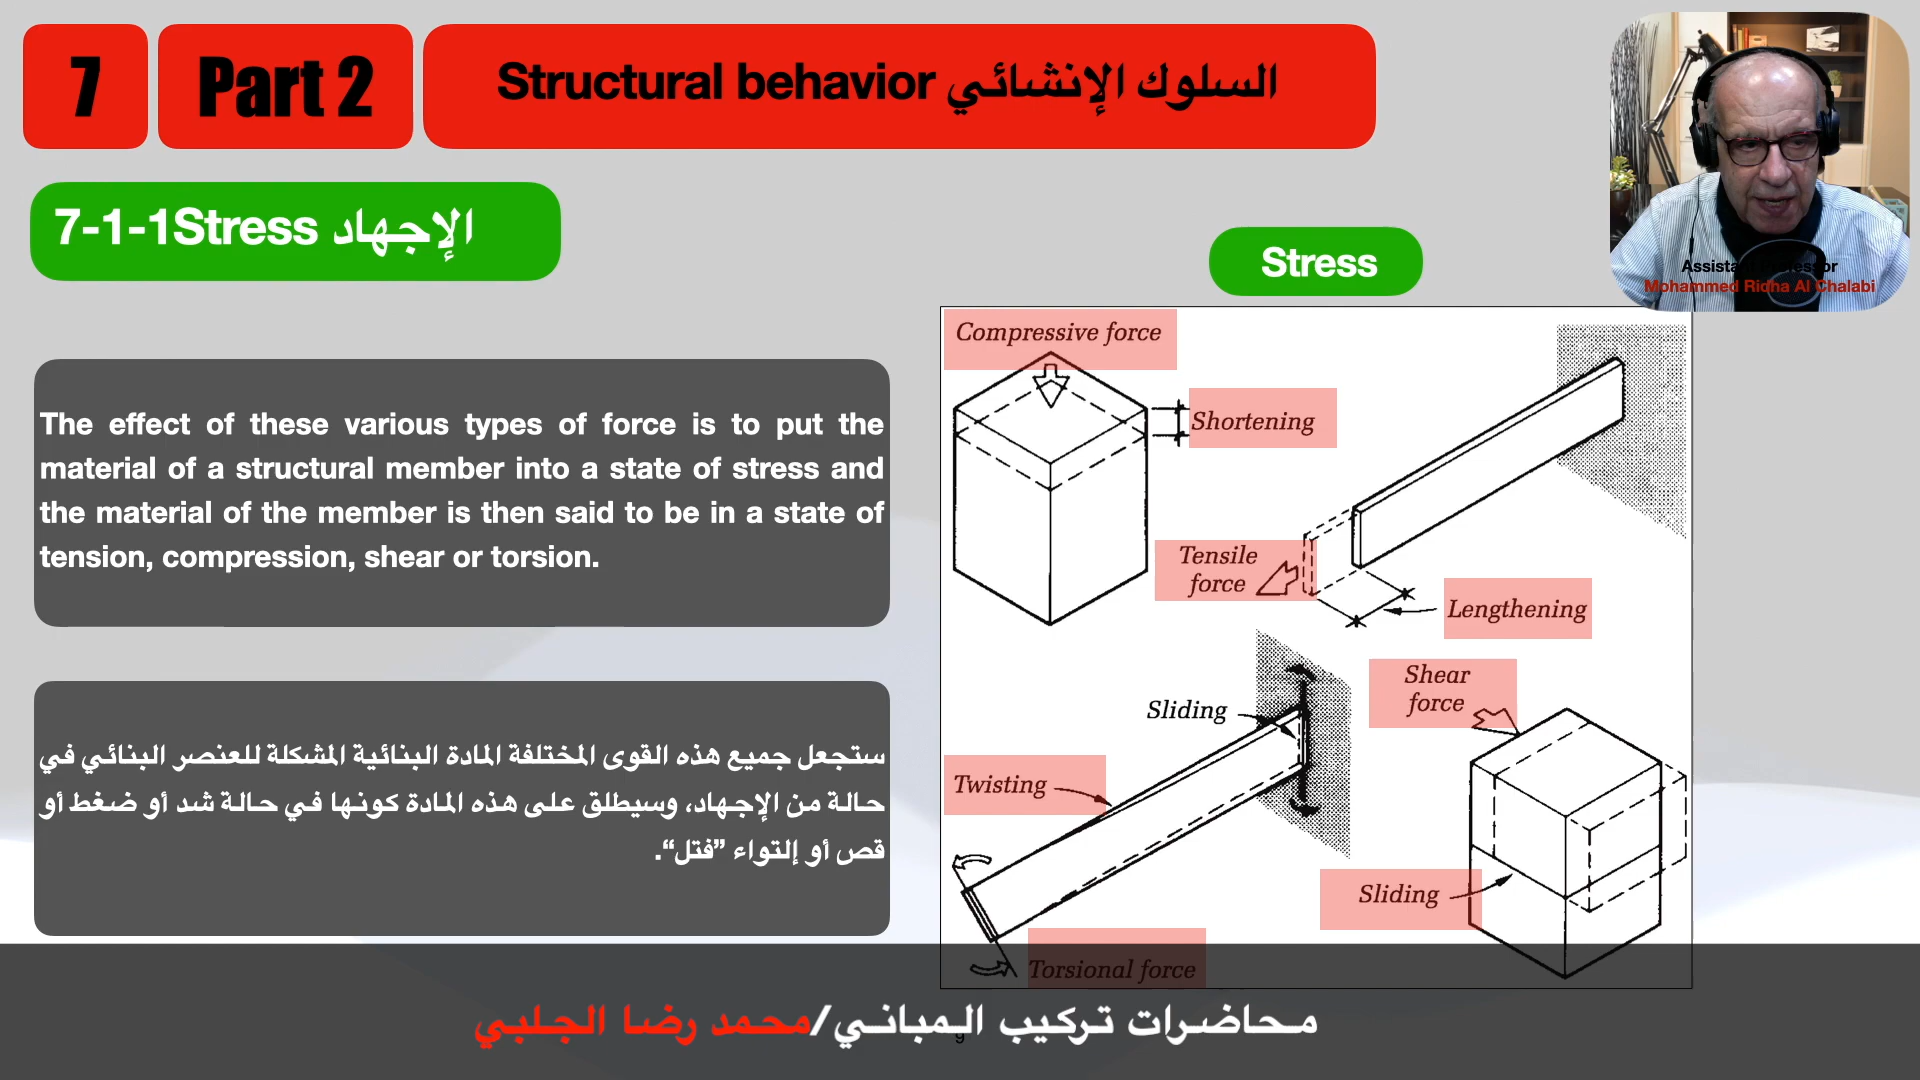 7
Part 2
Structural behavior السلوك الإنشائي
7-1-1Stress الإجهاد
Stress
Assista
Mohammed Ridha Al Chalabi
The effect of these various types of force is to put the
material of a structural member into a state of stress and
the material of the member is then said to be in a state of
tension, compression, shear or torsion.
ستجعل جميع هذه القوى المختلفة المادة البنائية المشكلة للعنصر البنائي في
حالة من الإجهاد، وسيطلق على هذه المادة كونها في حالة شد أو ضغط أو
قص أو إلتواء ”فتل“.
Compressive force
Shortening
Tensile
force
Lengthening
Shear
force
Sliding
Twisting
Sliding
Torsional force
محاضرات تركيب المباني/محمد رضا الجلبي
9